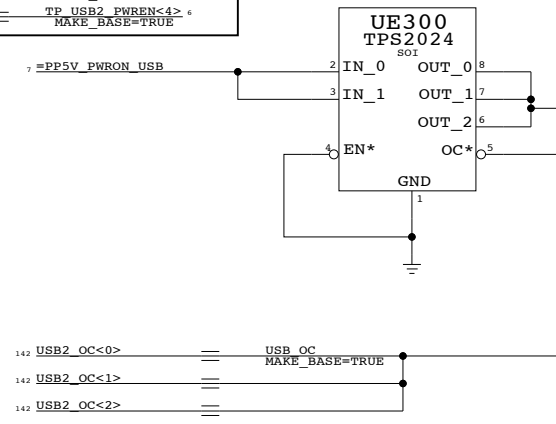 TP_USB2_PWREN<4> 6
MAKE_BASE=TRUE
UE300
TPS2024
SOI
7 =PP5V_PWRON_USB
2 IN_0 OUT_0 8
3 IN_1 OUT_1 7
OUT_2 6
4 EN* OC* 5
GND
1
142 USB2_OC<0> USB_OC
MAKE_BASE=TRUE
142 USB2_OC<1>
142 USB2_OC<2>